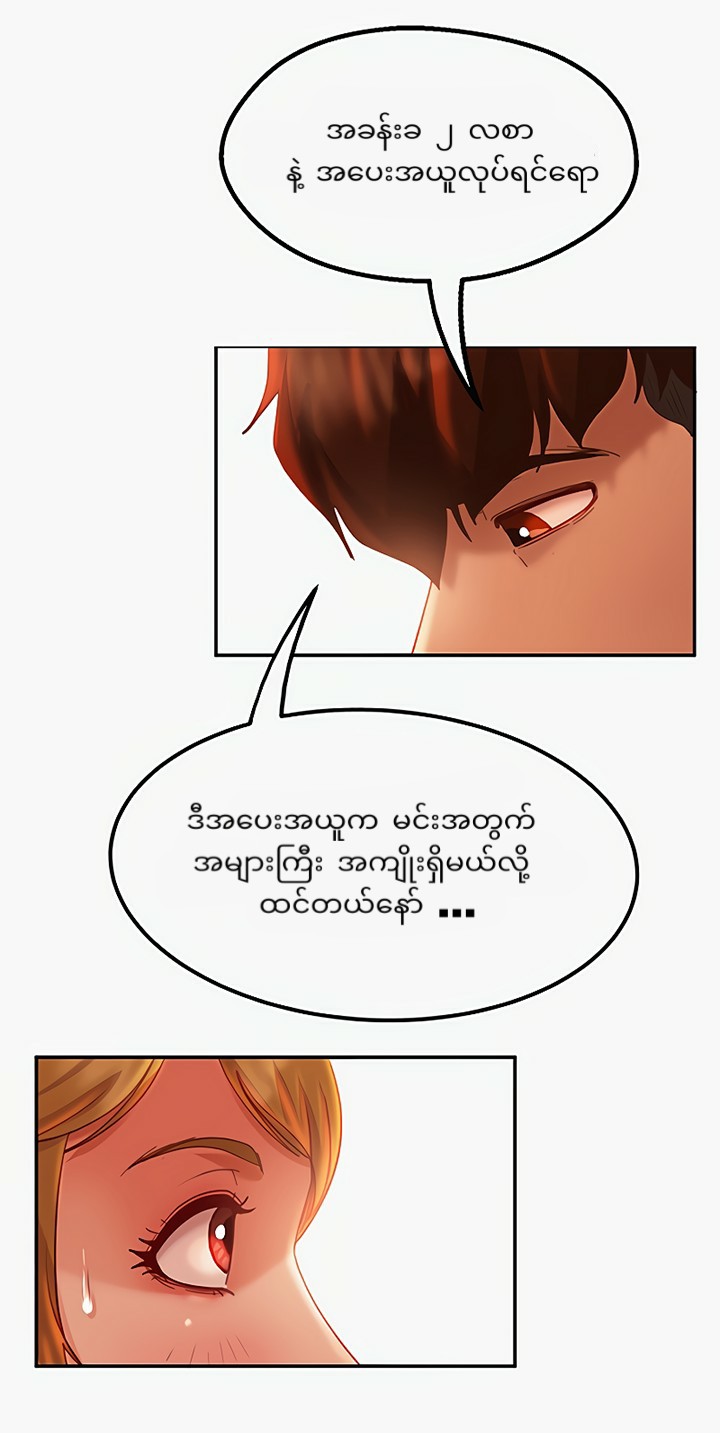 အခန်းခ ၂ လစာ
နဲ့ အပေးအယူလုပ်ရင်ရော
ဒီအပေးအယူက မင်းအတွက်
အများကြီး အကျိုးရှိမယ်လို့
ထင်တယ်နော် ...